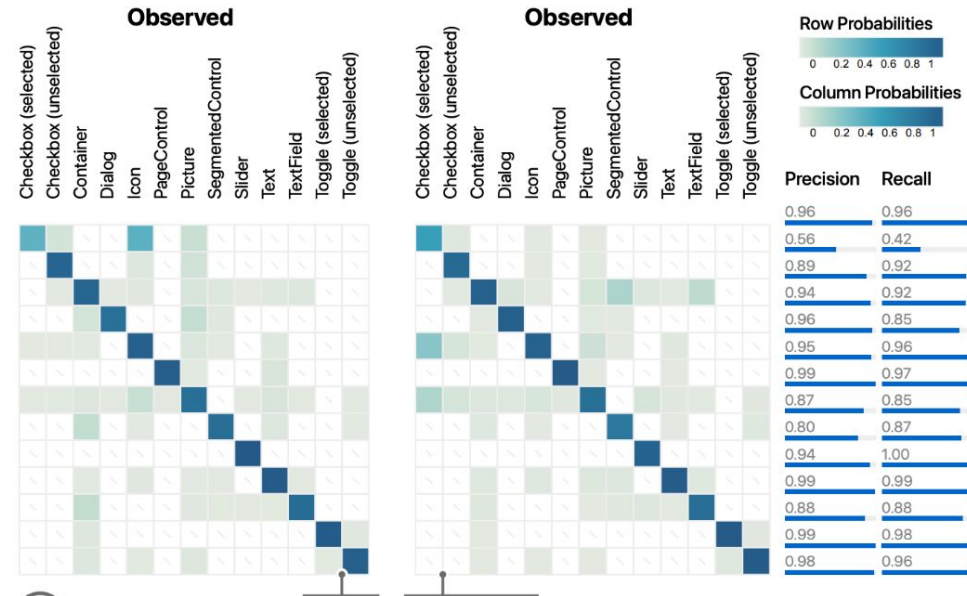 Observed
Checkbox (selected)
Checkbox (unselected)
Container
Dialog
Icon
PageControl
Picture
SegmentedControl
Slider
Text
TextField
Toggle (selected)
Toggle (unselected)
Observed
Checkbox (selected)
Checkbox (unselected)
Container
Dialog
Icon
PageControl
Picture
SegmentedControl
Slider
Text
TextField
Toggle (selected)
Toggle (unselected)
Row Probabilities
0 0.2 0.4 0.6 0.8 1
Column Probabilities
0 0.2 0.4 0.6 0.8 1
Precision Recall
0.96 0.96
0.56 0.42
0.89 0.92
0.94 0.92
0.96 0.85
0.95 0.96
0.99 0.97
0.87 0.85
0.80 0.87
0.94 1.00
0.99 0.99
0.88 0.88
0.99 0.98
0.98 0.96